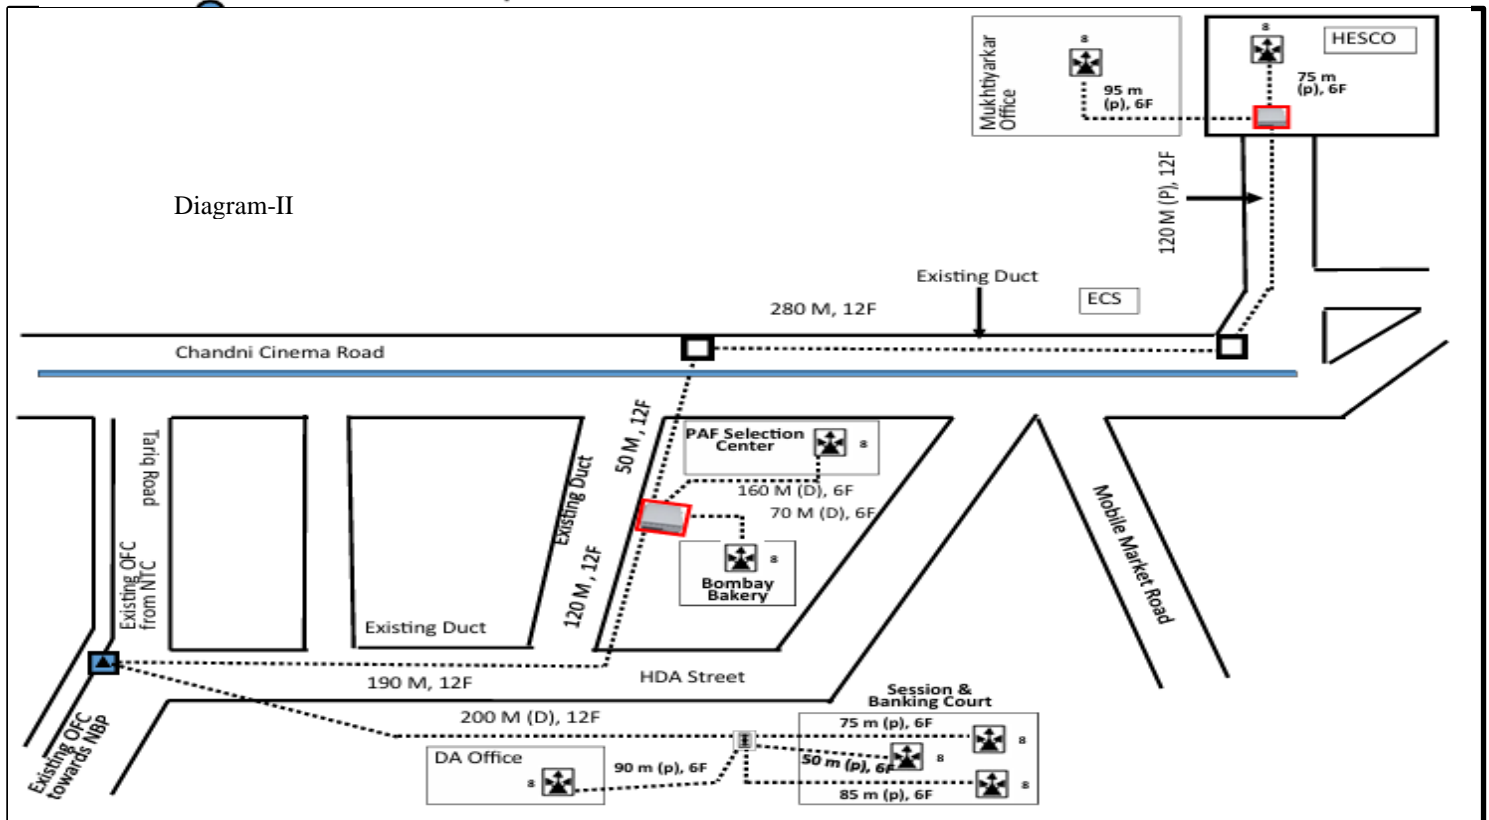 8
8
HESCO
Mukhtiyarkar
Office
95 m
(p), 6F
75 m
(p), 6F
120 M (P), 12F
Diagram-II
Existing Duct
ECS
280 M, 12F
Chandni Cinema Road
50 M , 12F
PAF Selection
Center
8
Tariq Road
Existing Duct
160 M (D), 6F
70 M (D), 6F
Mobile Market Road
8
Bombay
Bakery
Existing OFC
from NTC
120 M , 12F
Existing Duct
HDA Street
190 M, 12F
Session &
Banking Court
200 M (D), 12F
75 m (p), 6F
8
Existing OFC
towards NBP
DA Office
8
90 m (p), 6F
50 m (p), 6F
8
85 m (p), 6F
8